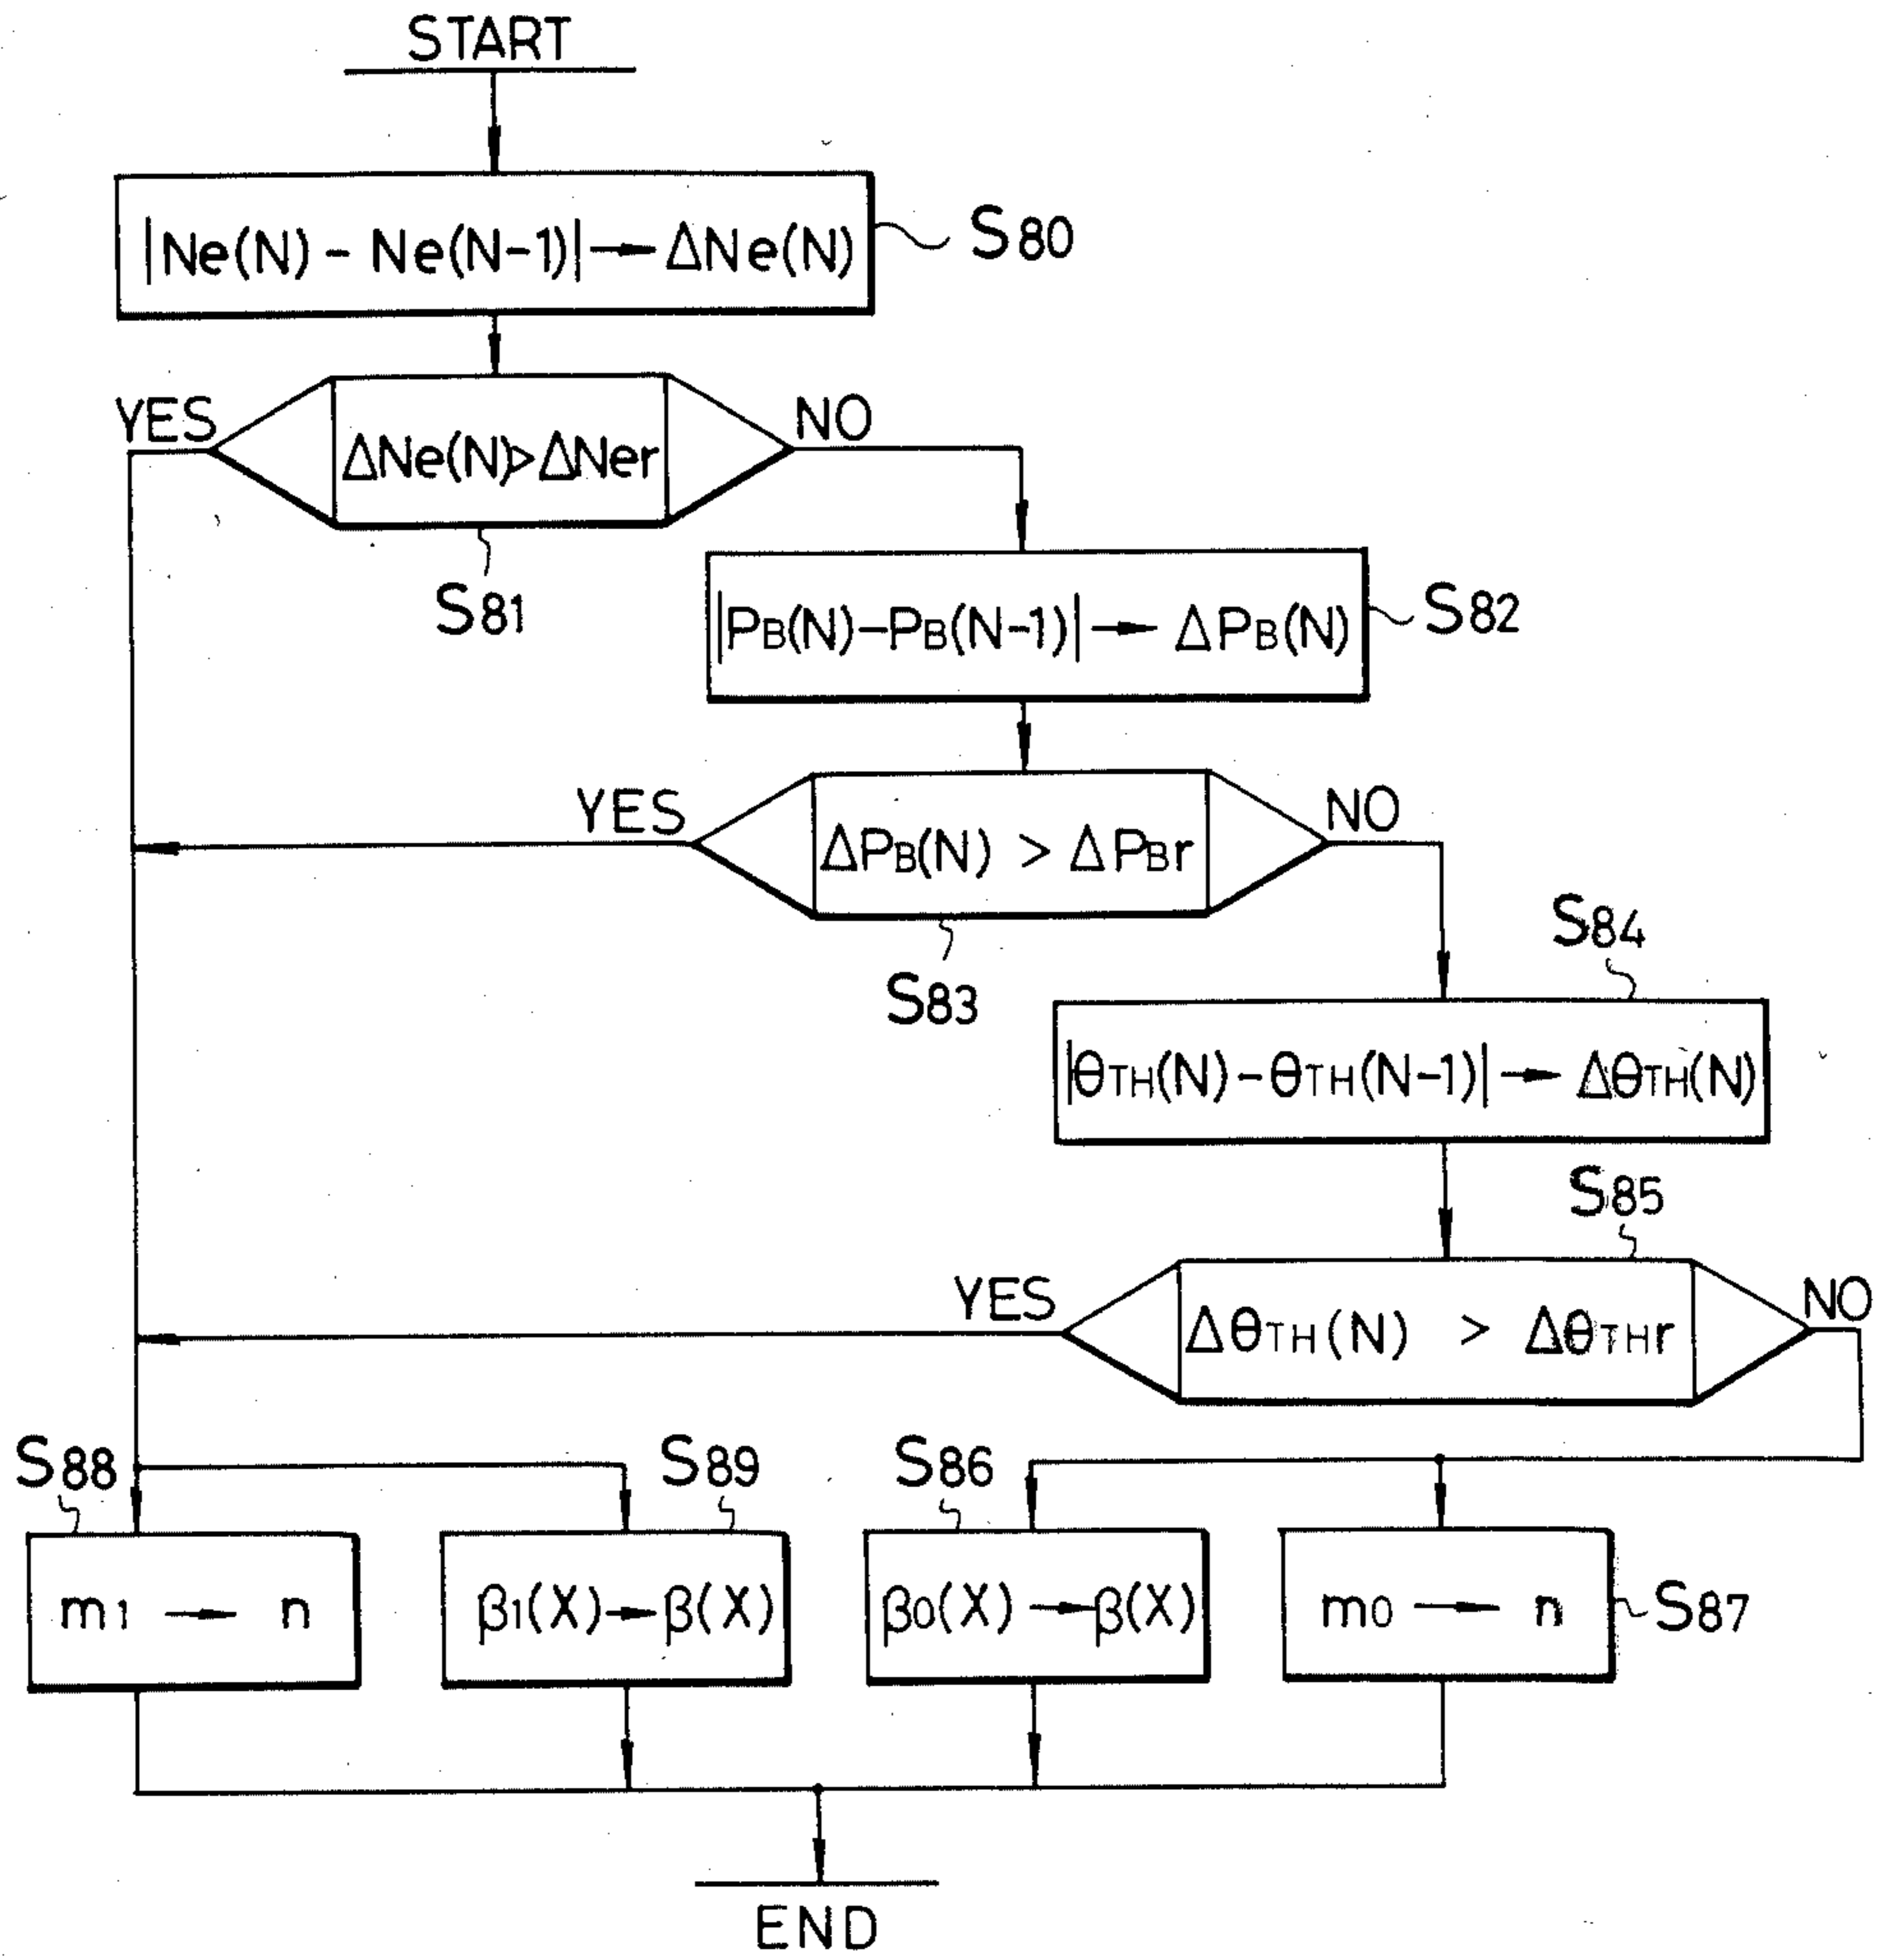 START
|Ne(N) - Ne(N-1)| → ΔNe(N)
S80
YES
NO
ΔNe(N)>ΔNer
S81
|PB(N)-PB(N-1)| → ΔPB(N)
S82
YES
NO
ΔPB(N) > ΔPBr
S83
S84
|θTH(N)-θTH(N-1)| → ΔθTH(N)
S85
YES
NO
ΔθTH(N) > ΔθTHr
S88
S89
S86
m1 → n
β1(X)→β(X)
β0(X)→β(X)
m0 → n
S87
END